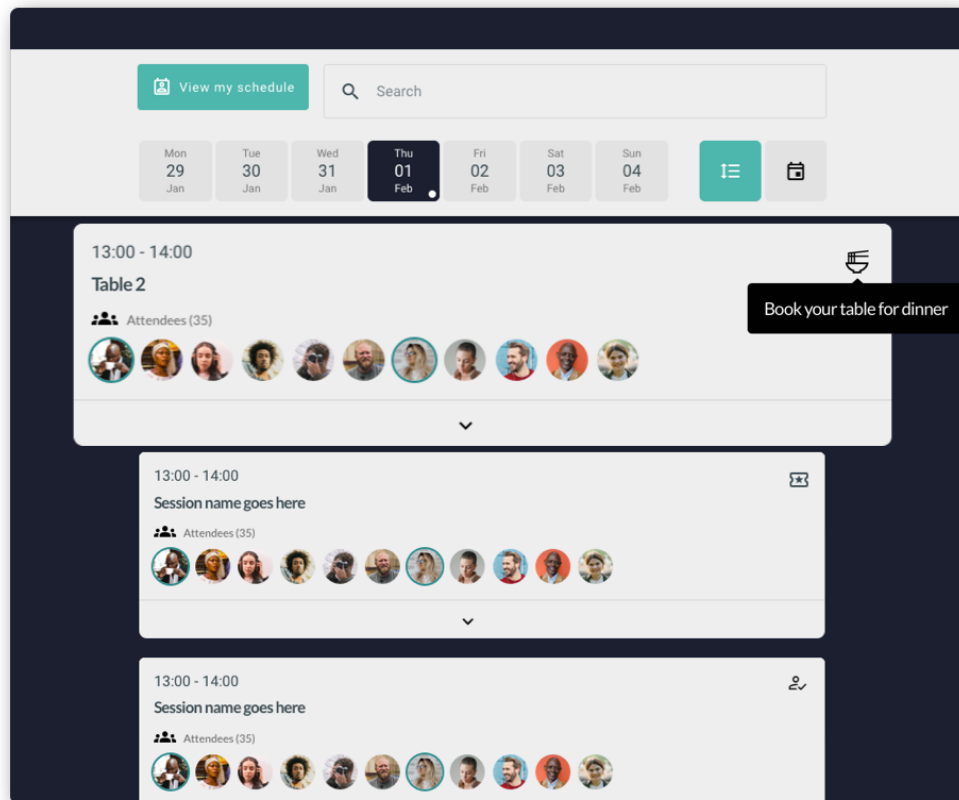 View my schedule
Search
Mon
29
Jan
Tue
30
Jan
Wed
31
Jan
Thu
01
Feb
Fri
02
Feb
Sat
03
Feb
Sun
04
Feb
13:00 - 14:00
Table 2
Book your table for dinner
Attendees (35)
13:00 - 14:00
Session name goes here
Attendees (35)
13:00 - 14:00
Session name goes here
Attendees (35)